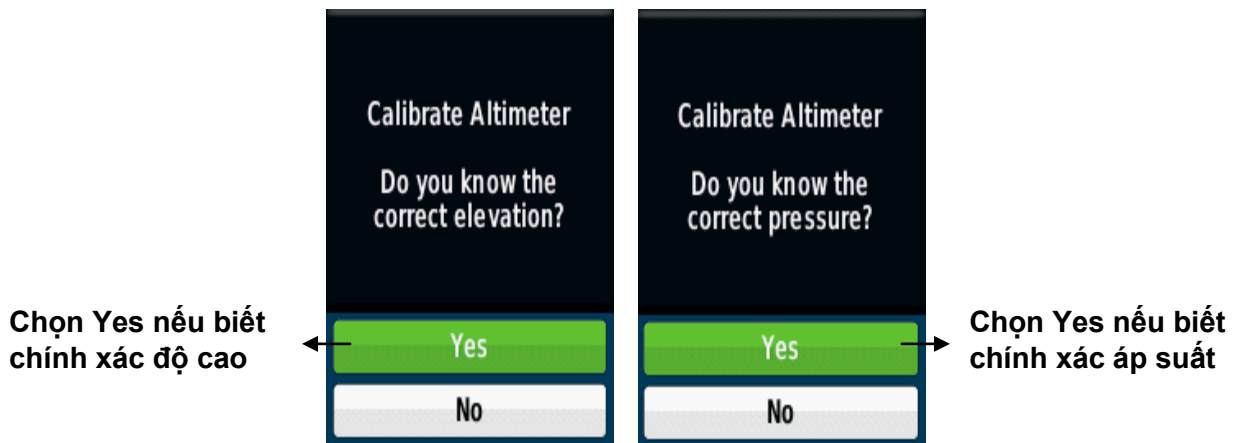 Calibrate Altimeter
Do you know the
correct elevation?
Yes
No
Chọn Yes nếu biết
chính xác độ cao
Calibrate Altimeter
Do you know the
correct pressure?
Yes
No
Chọn Yes nếu biết
chính xác áp suất